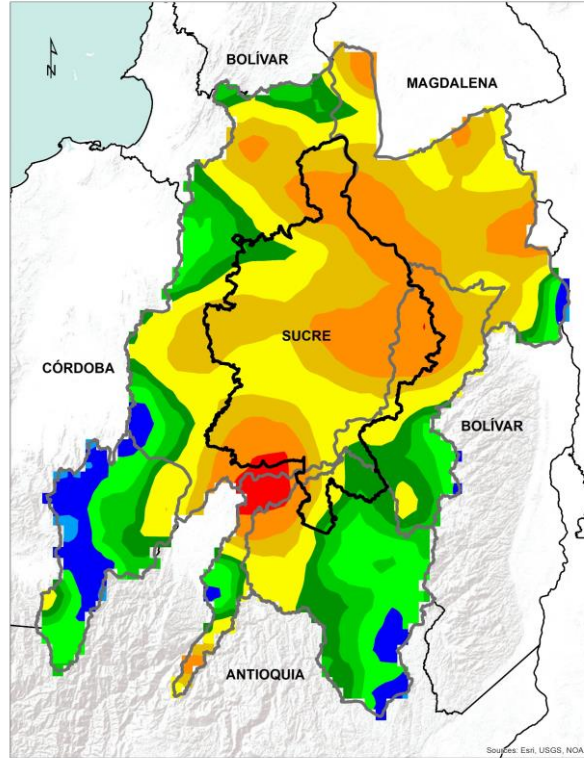 N
BOLÍVAR
MAGDALENA
SUCRE
CÓRDOBA
BOLÍVAR
ANTIOQUIA
Sources: Esri, USGS, NOA